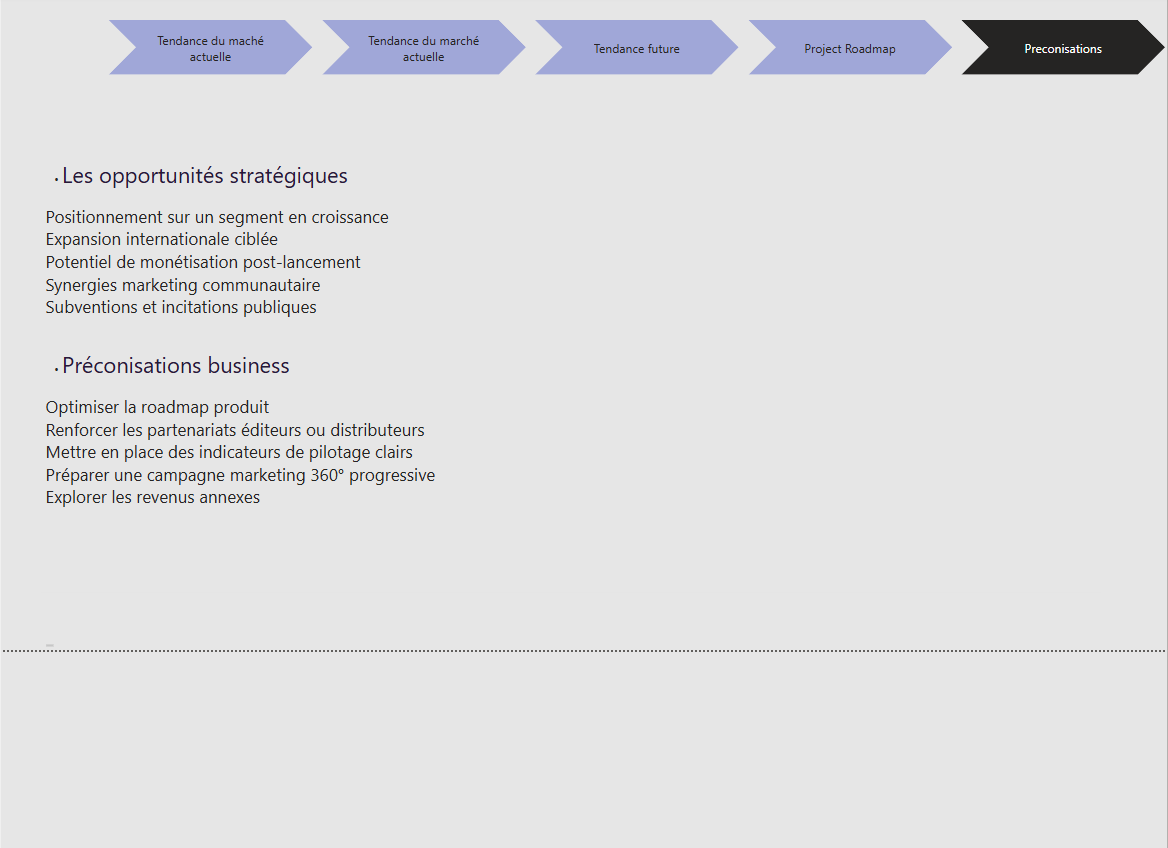 Tendance du maché
actuelle
Tendance du marché
actuelle
Tendance future
Project Roadmap
Preconisations
. Les opportunités stratégiques
Positionnement sur un segment en croissance
Expansion internationale ciblée
Potentiel de monétisation post-lancement
Synergies marketing communautaire
Subventions et incitations publiques
. Préconisations business
Optimiser la roadmap produit
Renforcer les partenariats éditeurs ou distributeurs
Mettre en place des indicateurs de pilotage clairs
Préparer une campagne marketing 360° progressive
Explorer les revenus annexes